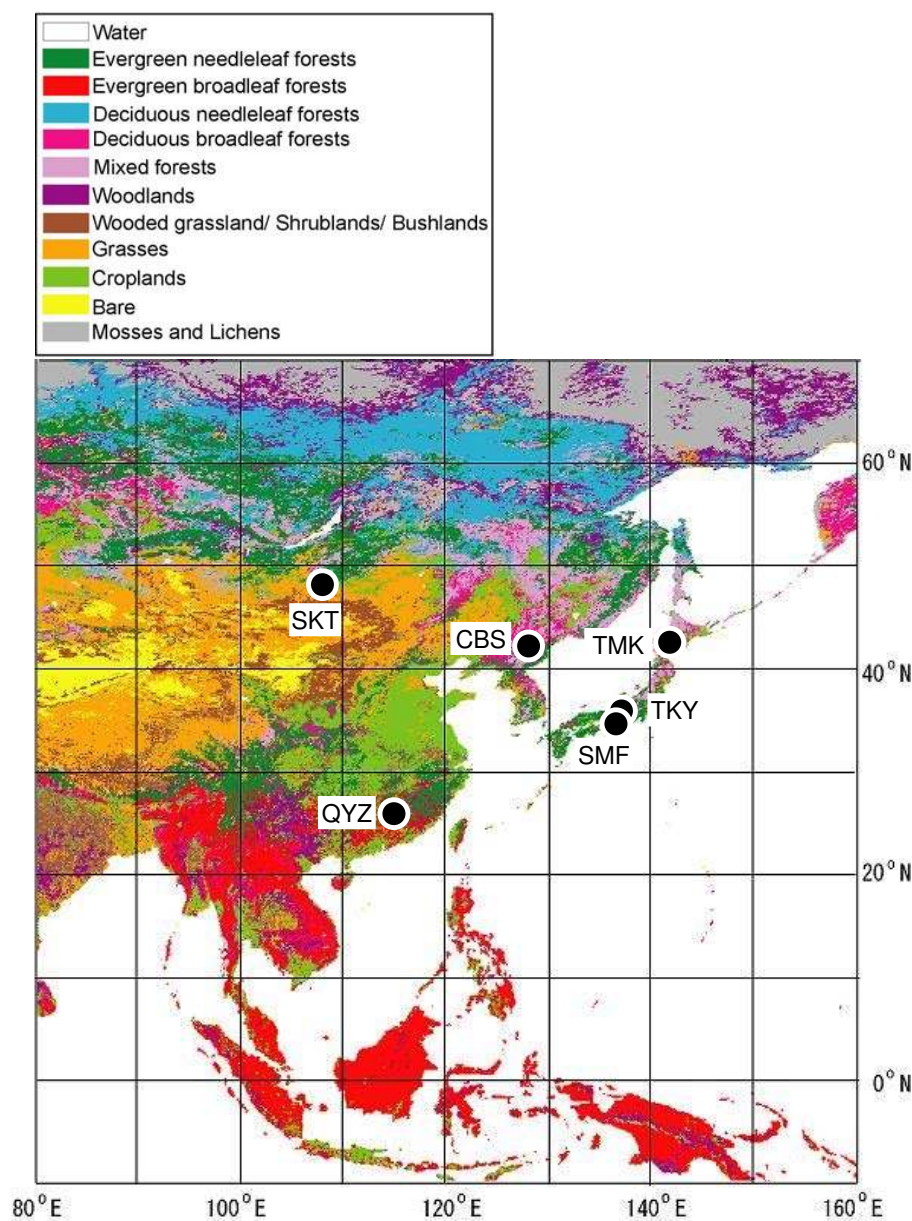 Water
Evergreen needleleaf forests
Evergreen broadleaf forests
Deciduous needleleaf forests
Deciduous broadleaf forests
Mixed forests
Woodlands
Wooded grassland/ Shrublands/ Bushlands
Grasses
Croplands
Bare
Mosses and Lichens
60°N
SKT
CBS
TMK
40°N
TKY
SMF
QYZ
20°N
0°N
80°E 100°E 120°E 140°E 160°E